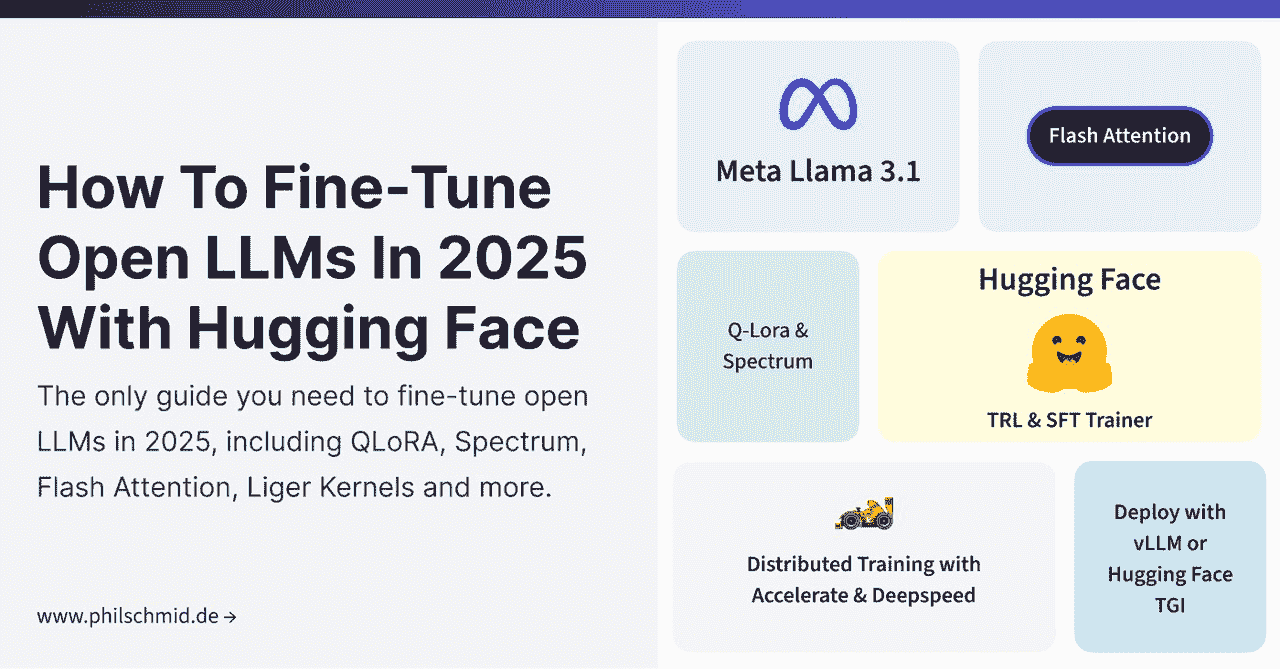 How To Fine-Tune
Open LLMs In 2025
With Hugging Face
The only guide you need to fine-tune open
LLMs in 2025, including QLoRA, Spectrum,
Flash Attention, Liger Kernels and more.
www.philschmid.de →
Meta Llama 3.1
Flash Attention
Q-Lora &
Spectrum
Hugging Face
TRL & SFT Trainer
Distributed Training with
Accelerate & Deepspeed
Deploy with
vLLM or
Hugging Face
TGI